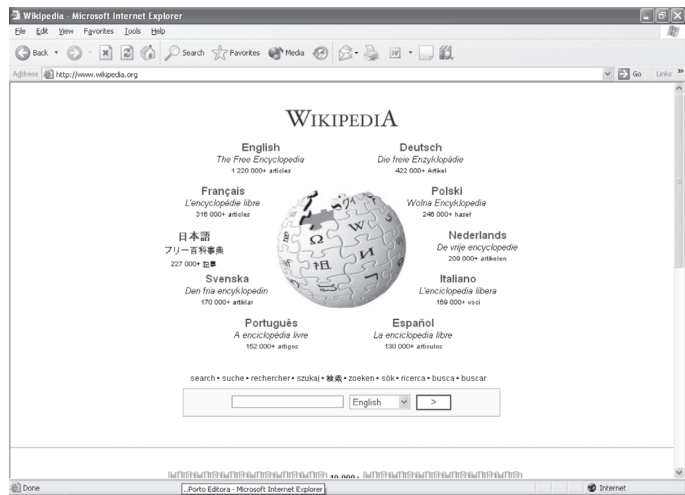 Wikipedia - Microsoft Internet Explorer
File Edit View Favorites Tools Help
Back Search Favorites Media
Address http://www.wikipedia.org Go Links »
WIKIPEDIA
English
The Free Encyclopedia
1 220 000+ articles
Deutsch
Die freie Enzyklopädie
422 000+ Artikel
Français
L'encyclopédie libre
316 000+ articles
Polski
Wolna Encyklopedia
246 000+ haseł
日本語
フリー百科事典
227 000+ 記事
Nederlands
De vrije encyclopedie
209 000+ artikelen
Svenska
Den fria encyklopedin
170 000+ artiklar
Italiano
L'enciclopedia libera
169 000+ voci
Português
A enciclopédia livre
152 000+ artigos
Español
La enciclopedia libre
130 000+ artículos
search • suche • rechercher • szukaj • 検索 • zoeken • sök • ricerca • busca • buscar
English >
10 000+
Done
..Porto Editora - Microsoft Internet Explorer
Internet